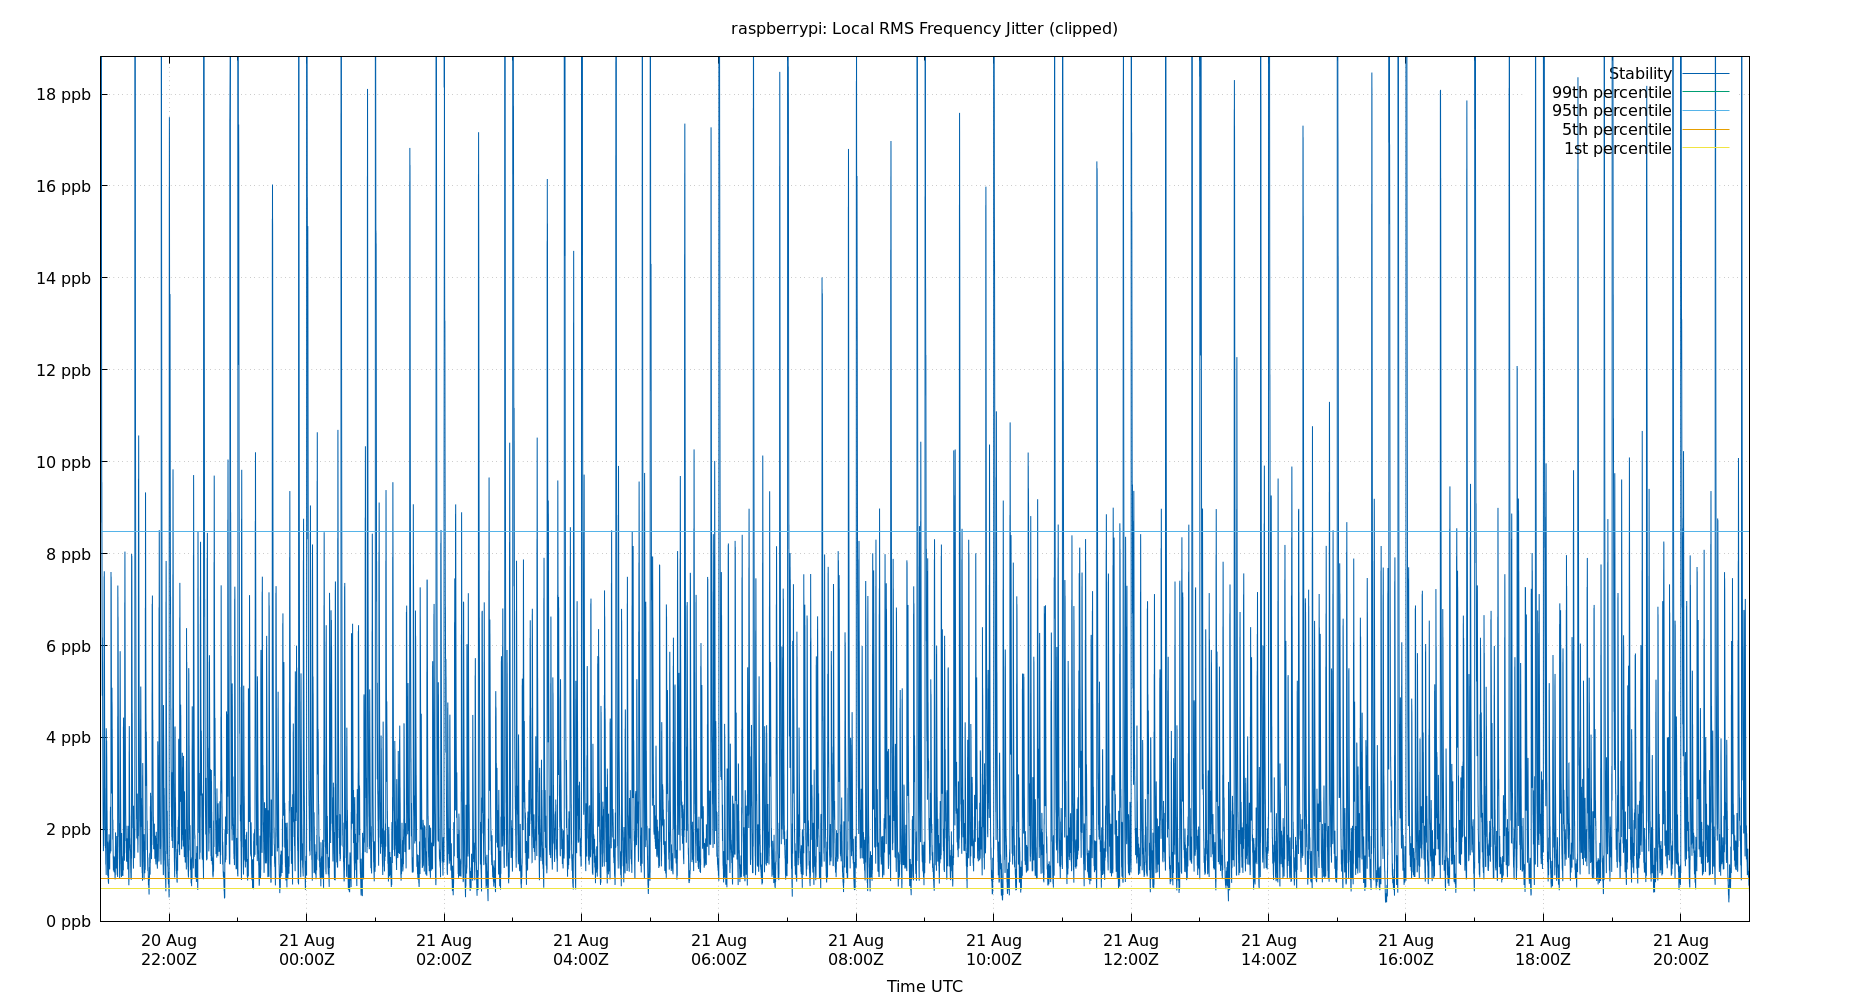 raspberrypi: Local RMS Frequency Jitter (clipped)
Stability
99th percentile
95th percentile
5th percentile
1st percentile
18 ppb
16 ppb
14 ppb
12 ppb
10 ppb
8 ppb
6 ppb
4 ppb
2 ppb
0 ppb
20 Aug 21 Aug 21 Aug 21 Aug 21 Aug 21 Aug 21 Aug 21 Aug 21 Aug 21 Aug 21 Aug 21 Aug
22:00Z 00:00Z 02:00Z 04:00Z 06:00Z 08:00Z 10:00Z 12:00Z 14:00Z 16:00Z 18:00Z 20:00Z
Time UTC